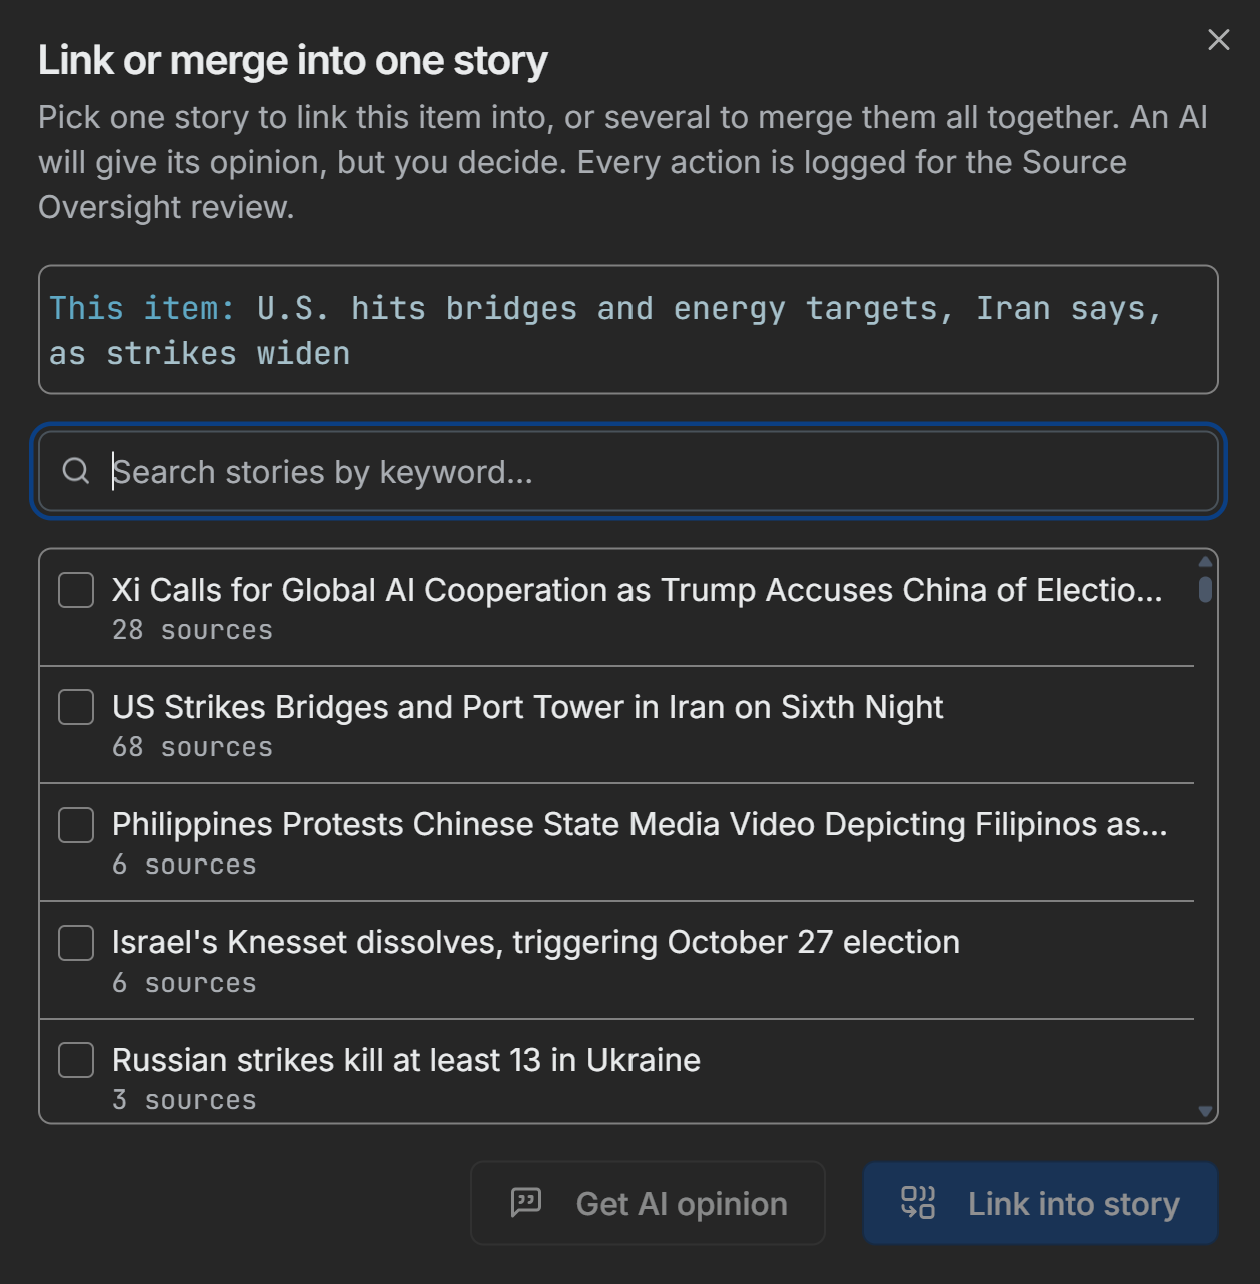 Link or merge into one story
Pick one story to link this item into, or several to merge them all together. An AI
will give its opinion, but you decide. Every action is logged for the Source
Oversight review.
This item: U.S. hits bridges and energy targets, Iran says,
as strikes widen
Search stories by keyword...
Xi Calls for Global AI Cooperation as Trump Accuses China of Electio...
28 sources
US Strikes Bridges and Port Tower in Iran on Sixth Night
68 sources
Philippines Protests Chinese State Media Video Depicting Filipinos as...
6 sources
Israel's Knesset dissolves, triggering October 27 election
6 sources
Russian strikes kill at least 13 in Ukraine
3 sources
Get AI opinion
Link into story